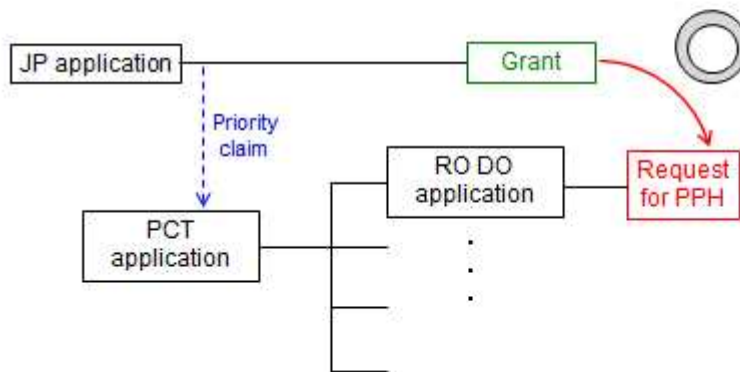 JP application
Grant
Priority
claim
RO DO
application
Request
for PPH
PCT
application